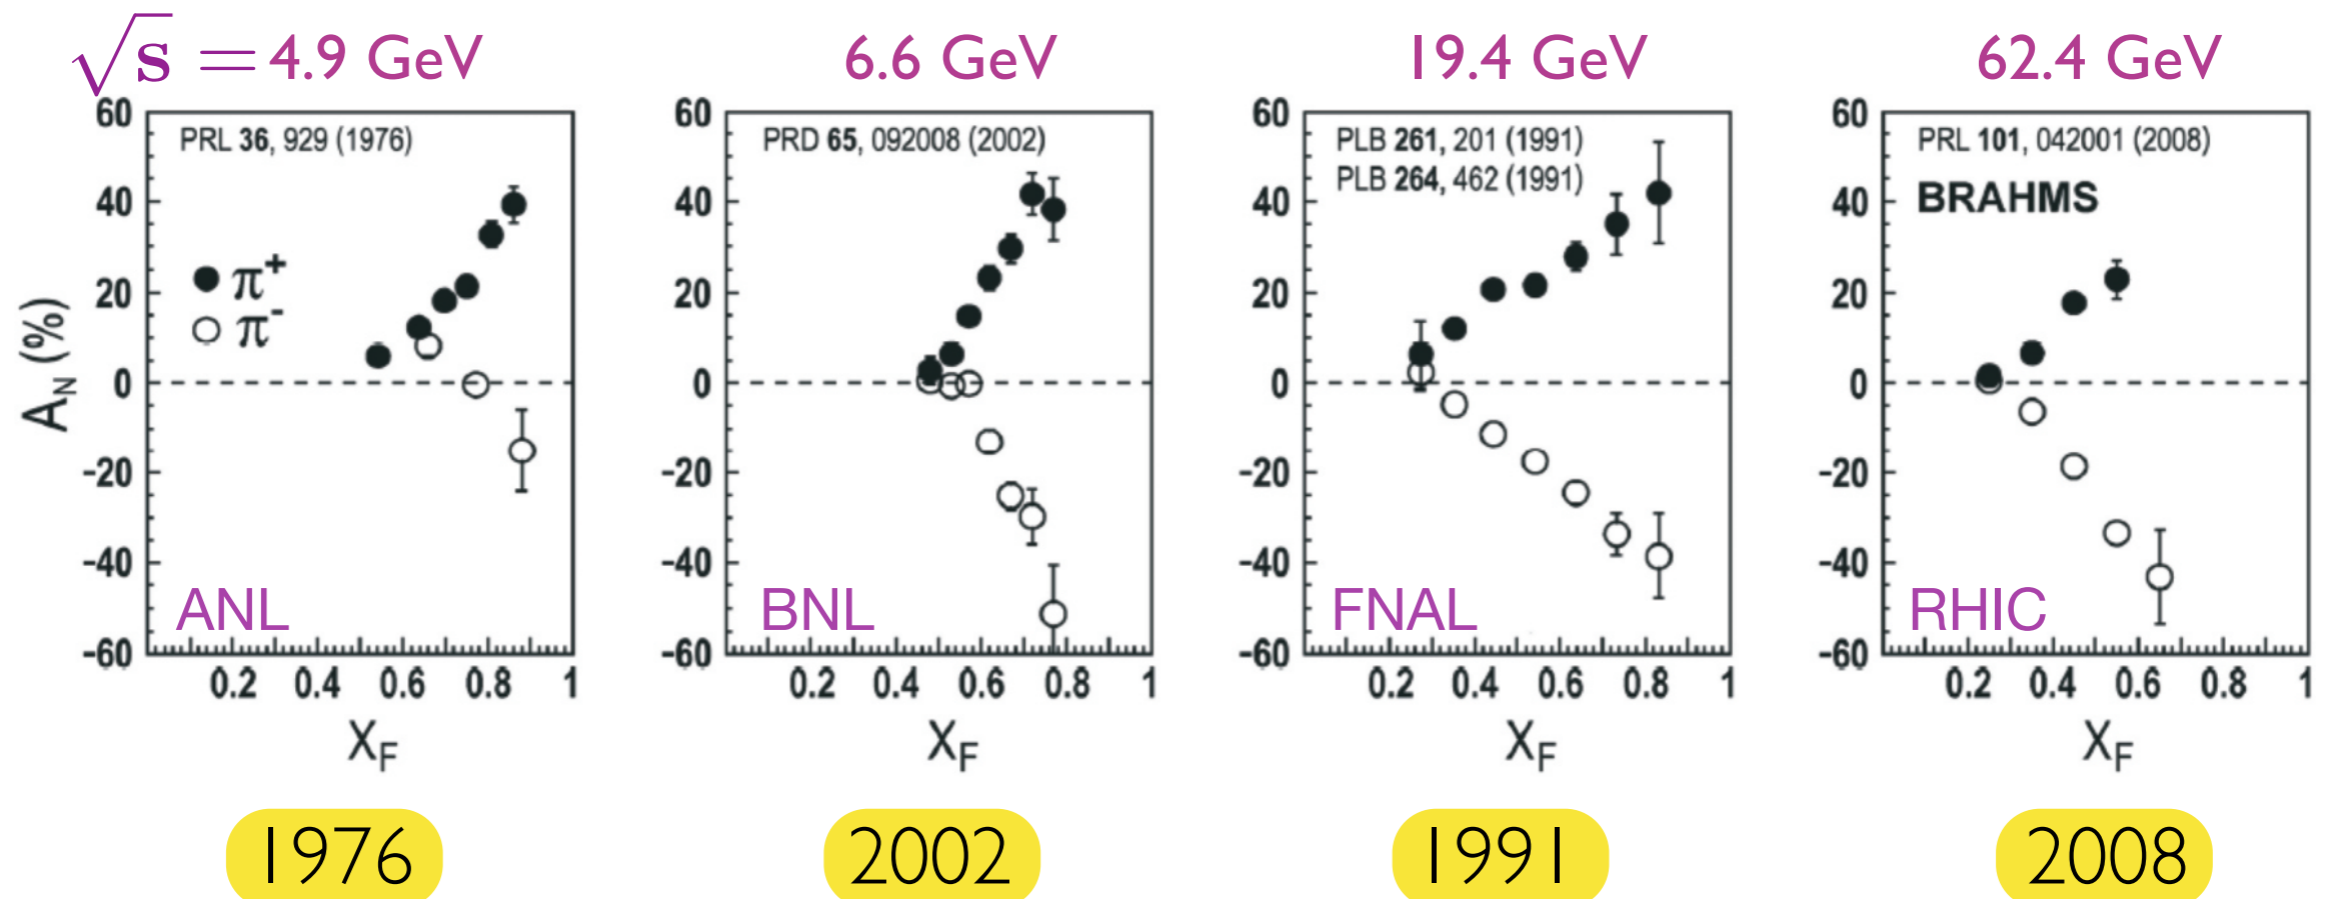 √s = 4.9 GeV
6.6 GeV
19.4 GeV
62.4 GeV
A_N (%)
60
40
20
0
-20
-40
-60
PRL 36, 929 (1976)
π+
π-
ANL
0.2 0.4 0.6 0.8 1
X_F
1976
60
40
20
0
-20
-40
-60
PRD 65, 092008 (2002)
BNL
0.2 0.4 0.6 0.8 1
X_F
2002
60
40
20
0
-20
-40
-60
PLB 261, 201 (1991)
PLB 264, 462 (1991)
FNAL
0.2 0.4 0.6 0.8 1
X_F
1991
60
40
20
0
-20
-40
-60
PRL 101, 042001 (2008)
BRAHMS
RHIC
0.2 0.4 0.6 0.8 1
X_F
2008